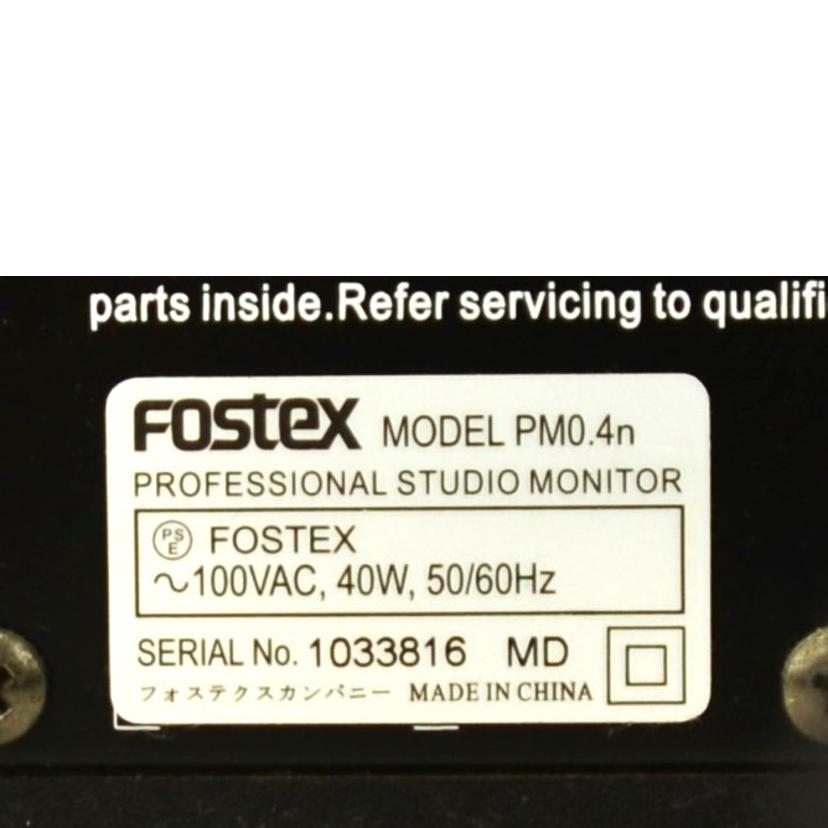 parts inside.Refer servicing to qualifi
FOSTEX MODEL PM0.4n
PROFESSIONAL STUDIO MONITOR
PSE FOSTEX
~100VAC, 40W, 50/60Hz
SERIAL No. 1033816 MD
フォステクスカンパニー MADE IN CHINA